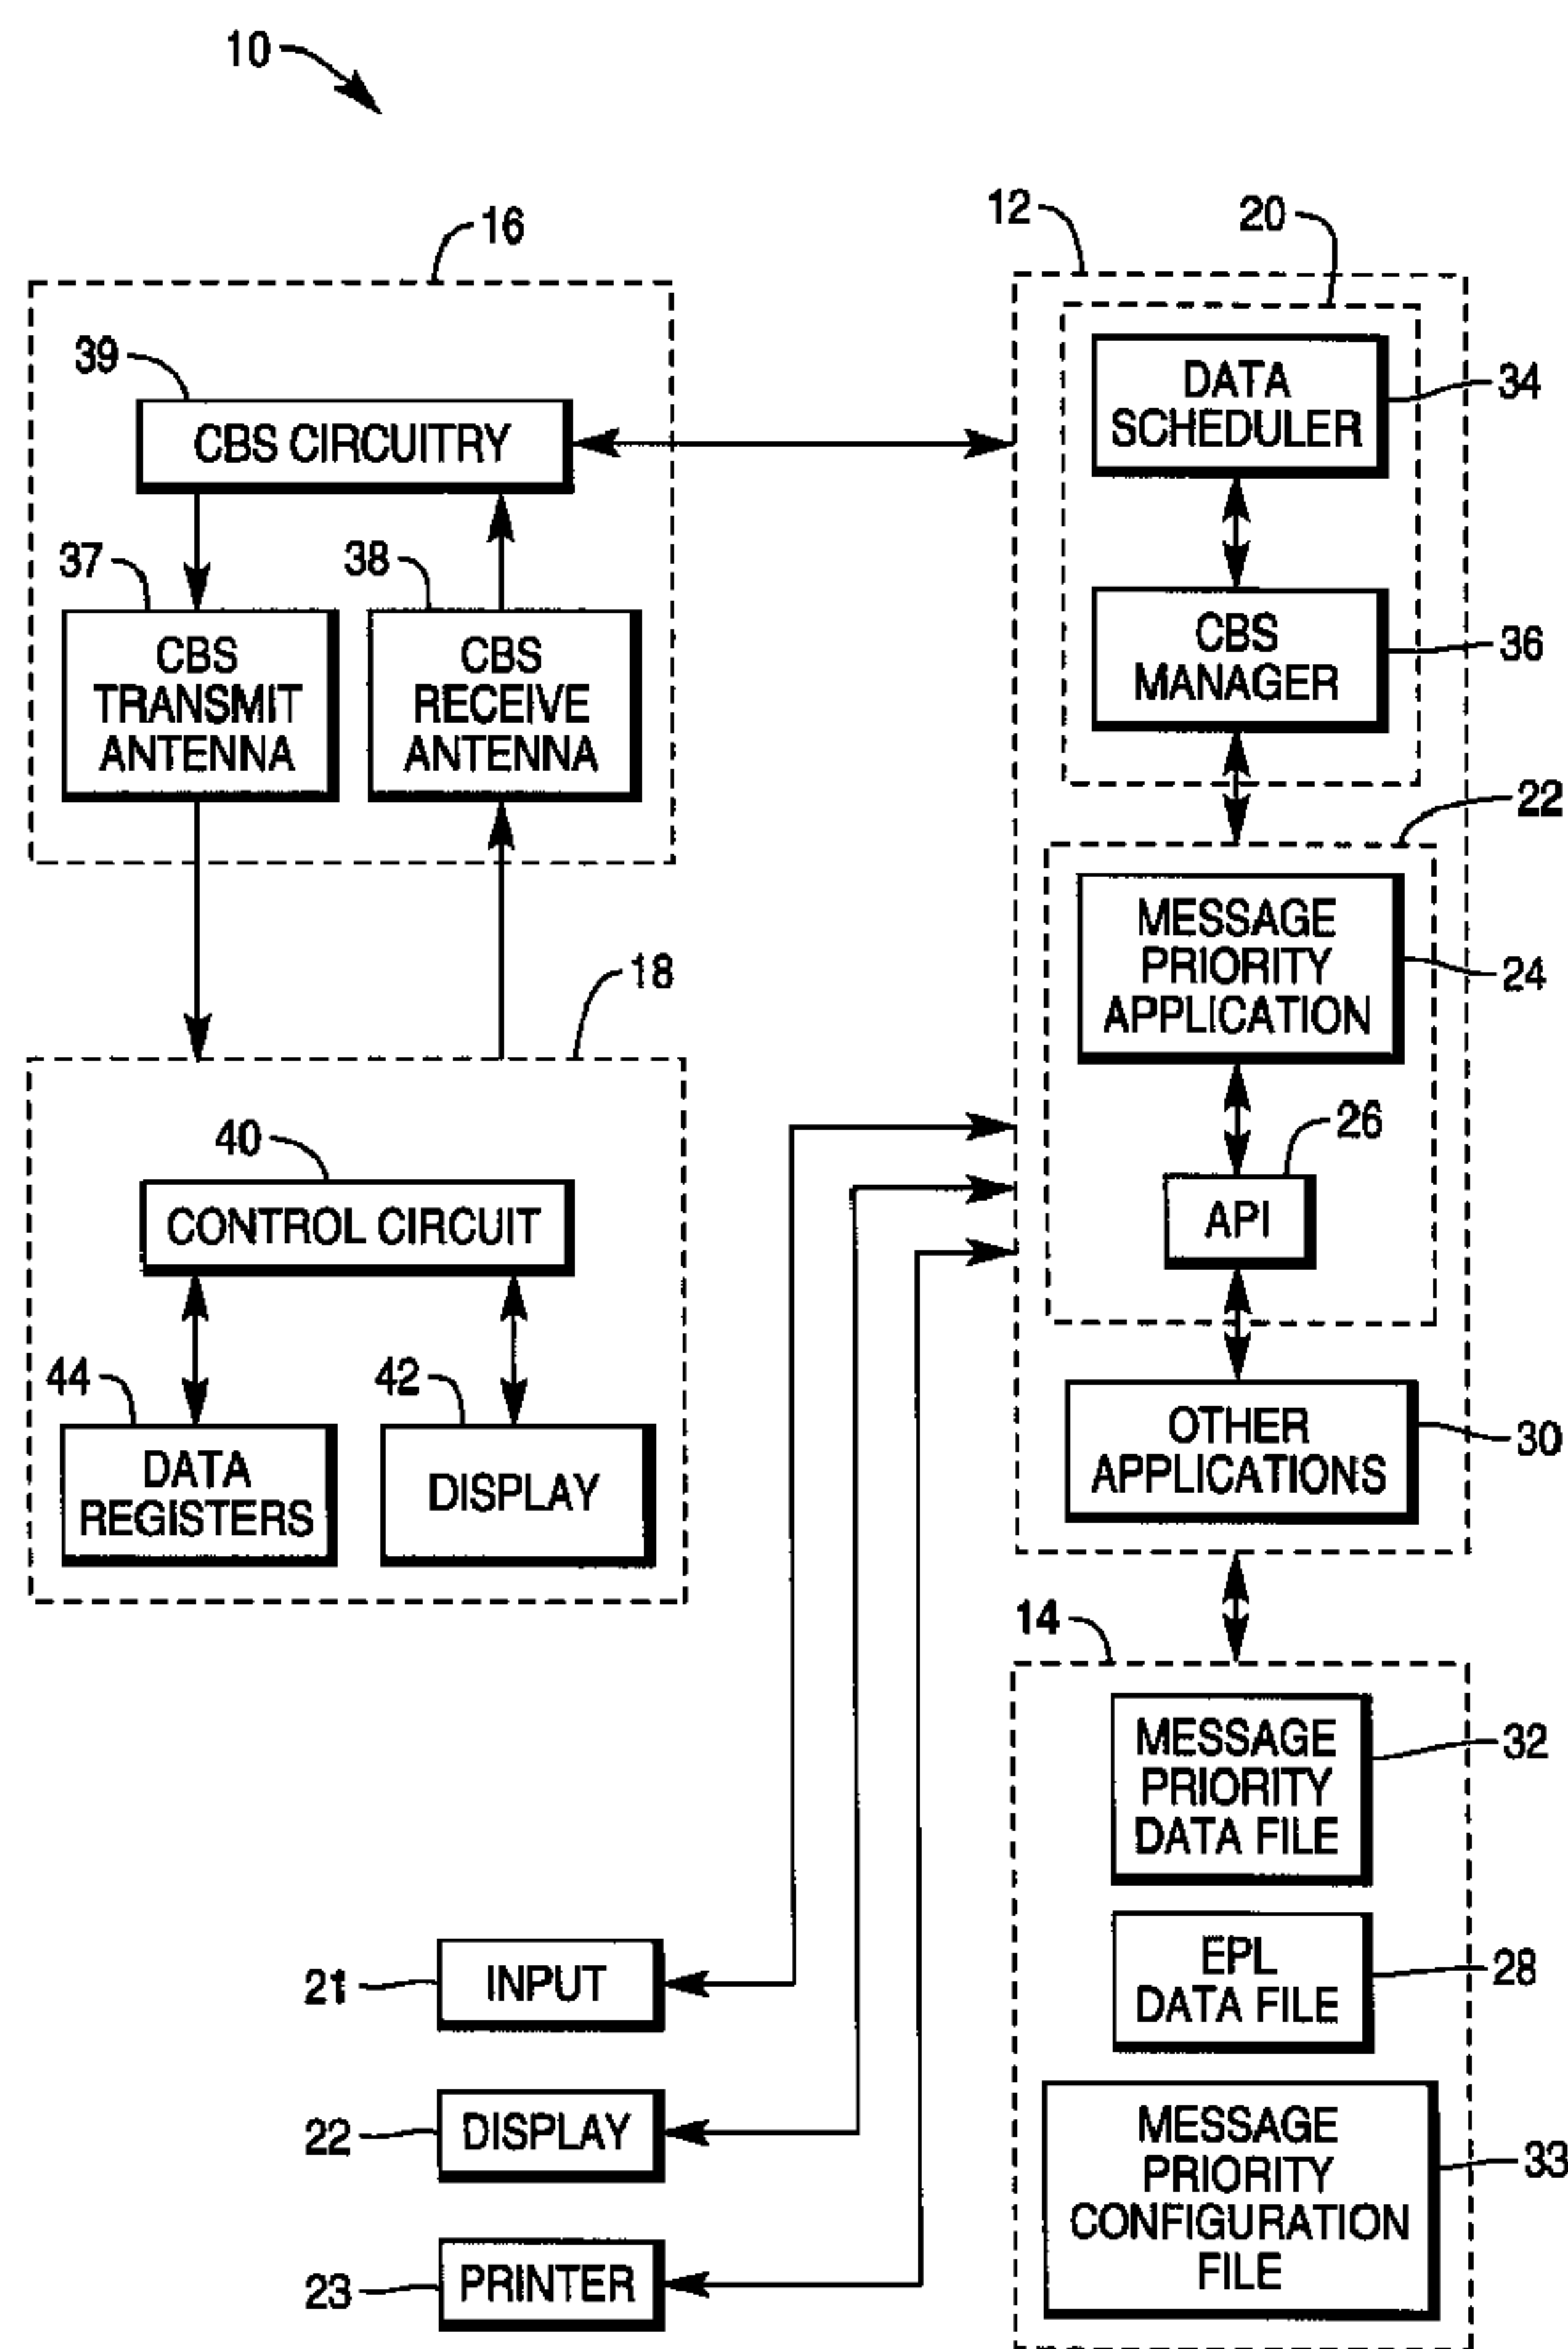 10
16
39
CBS CIRCUITRY
37
CBS
TRANSMIT
ANTENNA
38
CBS
RECEIVE
ANTENNA
18
40
CONTROL CIRCUIT
44
DATA
REGISTERS
42
DISPLAY
12
20
DATA
SCHEDULER
34
CBS
MANAGER
36
22
MESSAGE
PRIORITY
APPLICATION
24
26
API
OTHER
APPLICATIONS
30
14
MESSAGE
PRIORITY
DATA FILE
32
EPL
DATA FILE
28
MESSAGE
PRIORITY
CONFIGURATION
FILE
33
21
INPUT
22
DISPLAY
23
PRINTER